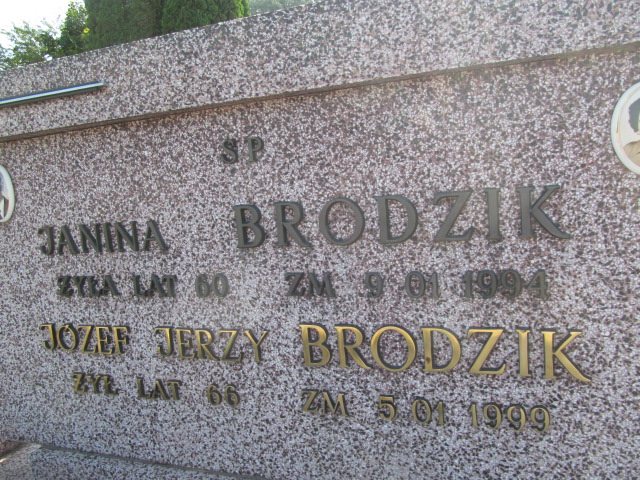 Ś P
JANINA BRODZIK
ŻYŁA LAT 60 ZM 9 01 1994
JÓZEF JERZY BRODZIK
ŻYŁ LAT 66 ZM 5 01 1999